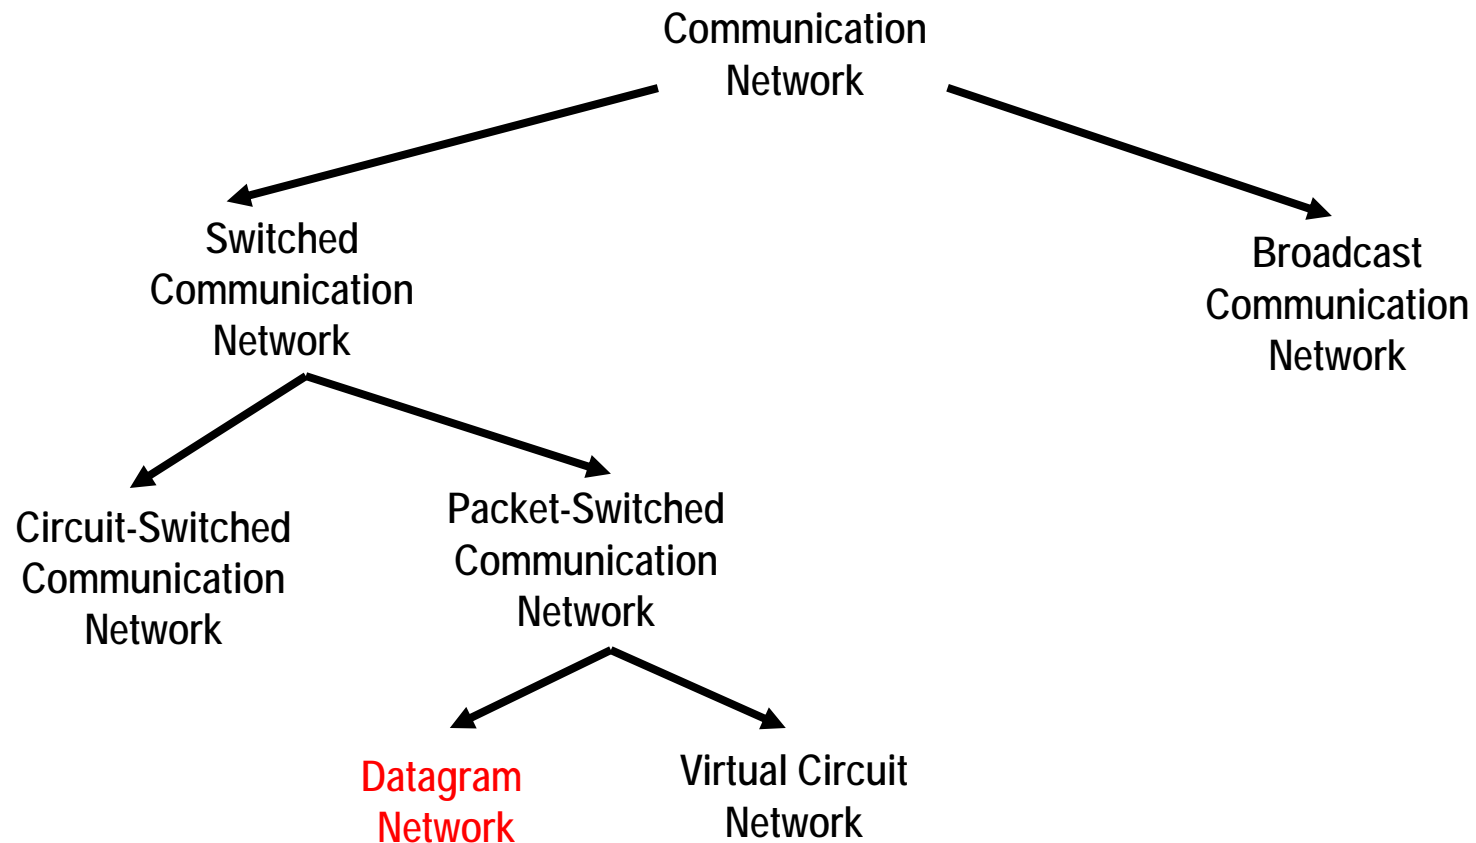 Communication
Network
Switched
Communication
Network
Broadcast
Communication
Network
Circuit-Switched
Communication
Network
Packet-Switched
Communication
Network
Datagram
Network
Virtual Circuit
Network